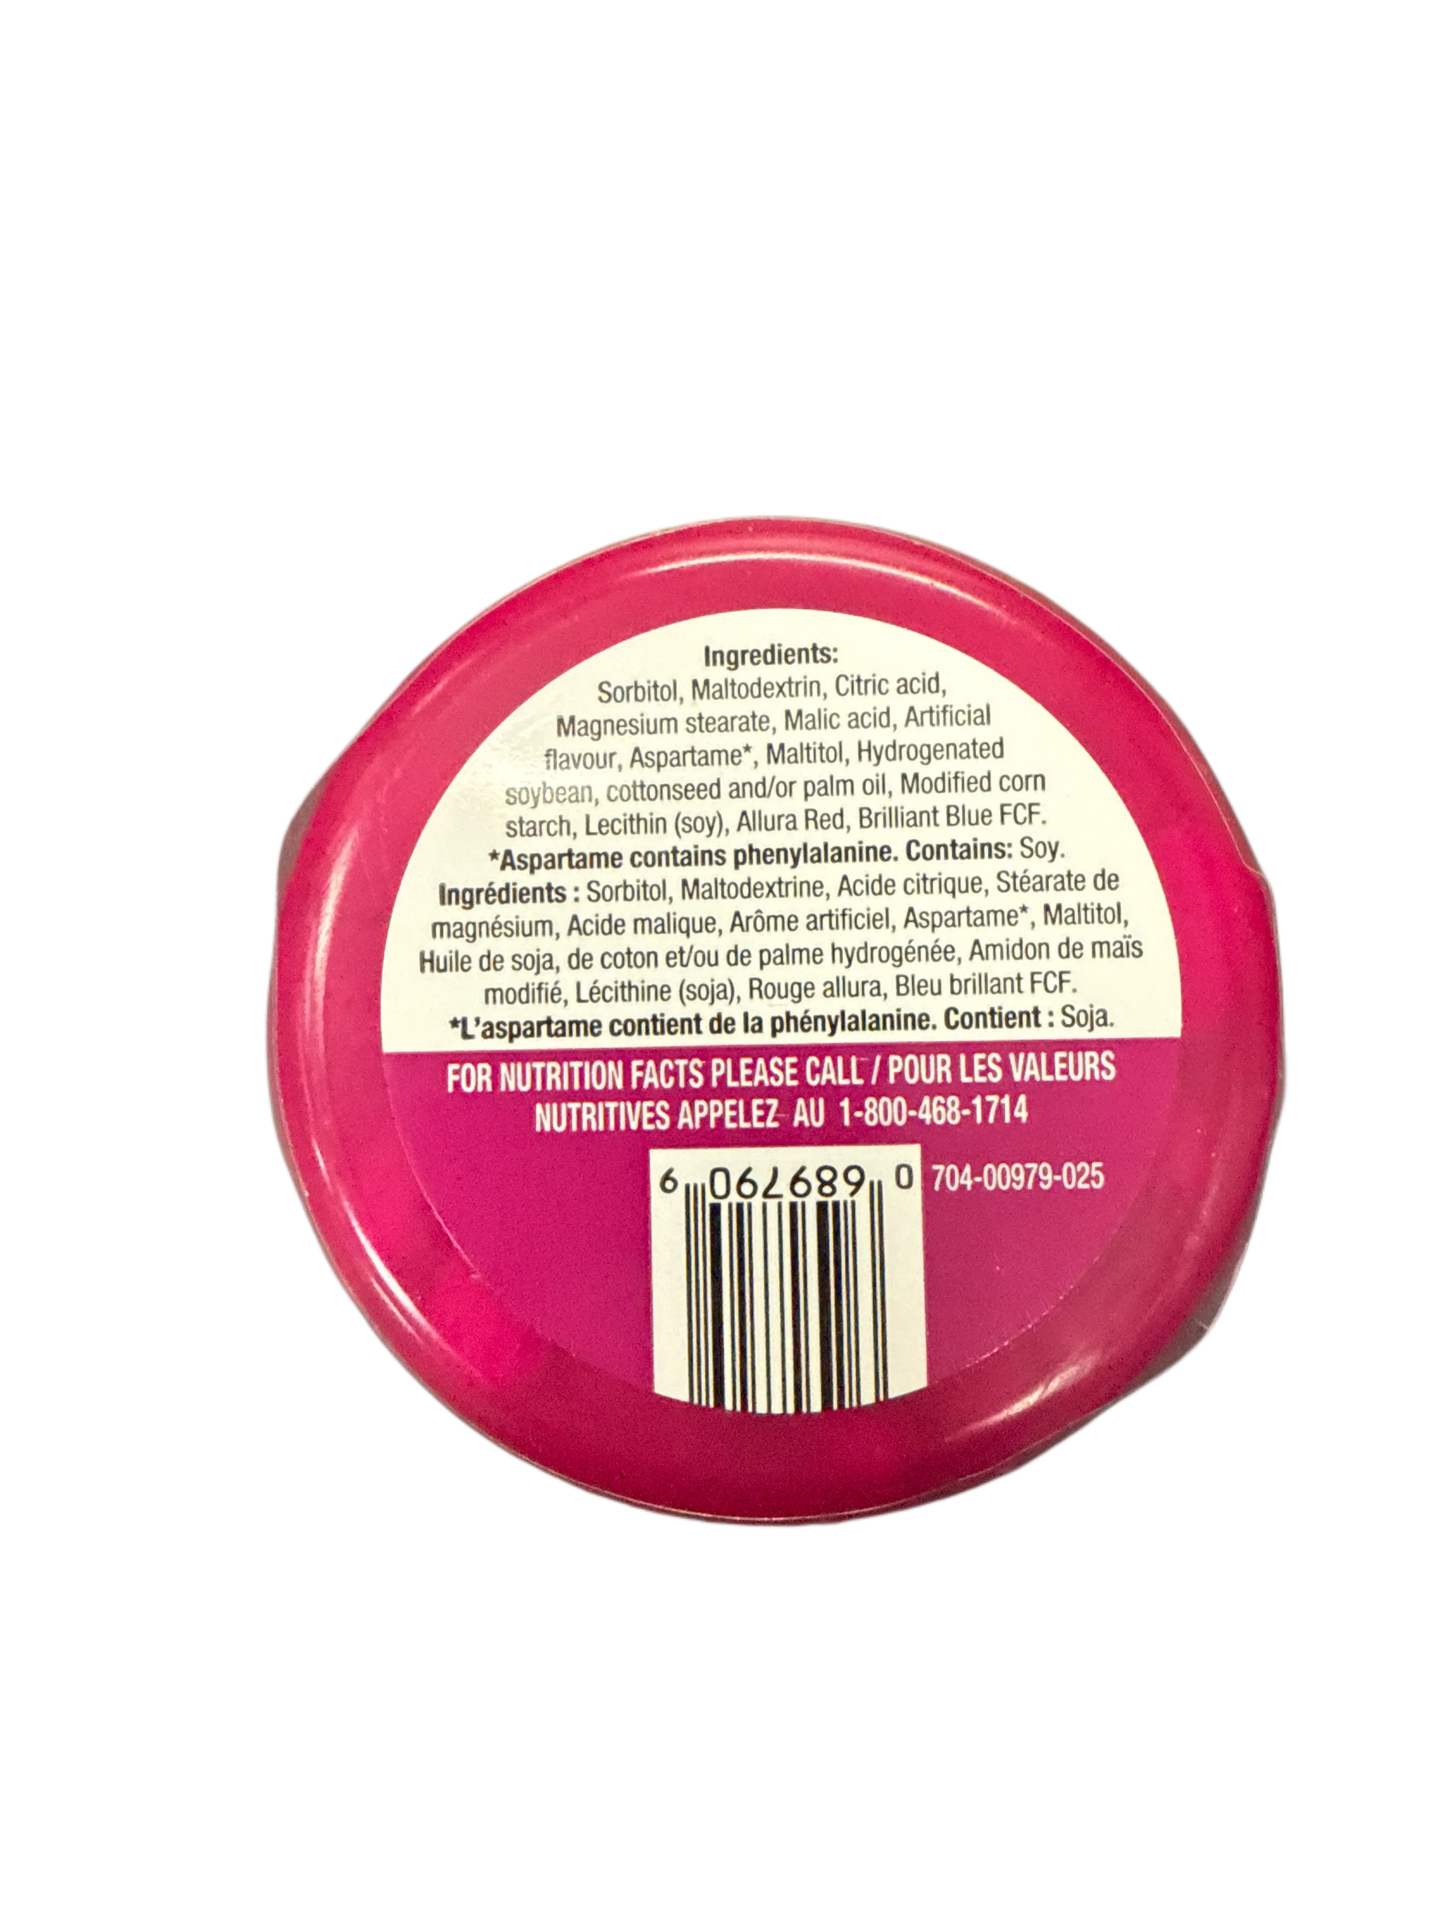 Ingredients:
Sorbitol, Maltodextrin, Citric acid,
Magnesium stearate, Malic acid, Artificial
flavour, Aspartame*, Maltitol, Hydrogenated
soybean, cottonseed and/or palm oil, Modified corn
starch, Lecithin (soy), Allura Red, Brilliant Blue FCF.
*Aspartame contains phenylalanine. Contains: Soy.
Ingrédients : Sorbitol, Maltodextrine, Acide citrique, Stéarate de
magnésium, Acide malique, Arôme artificiel, Aspartame*, Maltitol,
Huile de soja, de coton et/ou de palme hydrogénée, Amidon de maïs
modifié, Lécithine (soja), Rouge allura, Bleu brillant FCF.
*L'aspartame contient de la phénylalanine. Contient : Soja.
FOR NUTRITION FACTS PLEASE CALL / POUR LES VALEURS
NUTRITIVES APPELEZ AU 1-800-468-1714
0 689790 9
704-00979-025